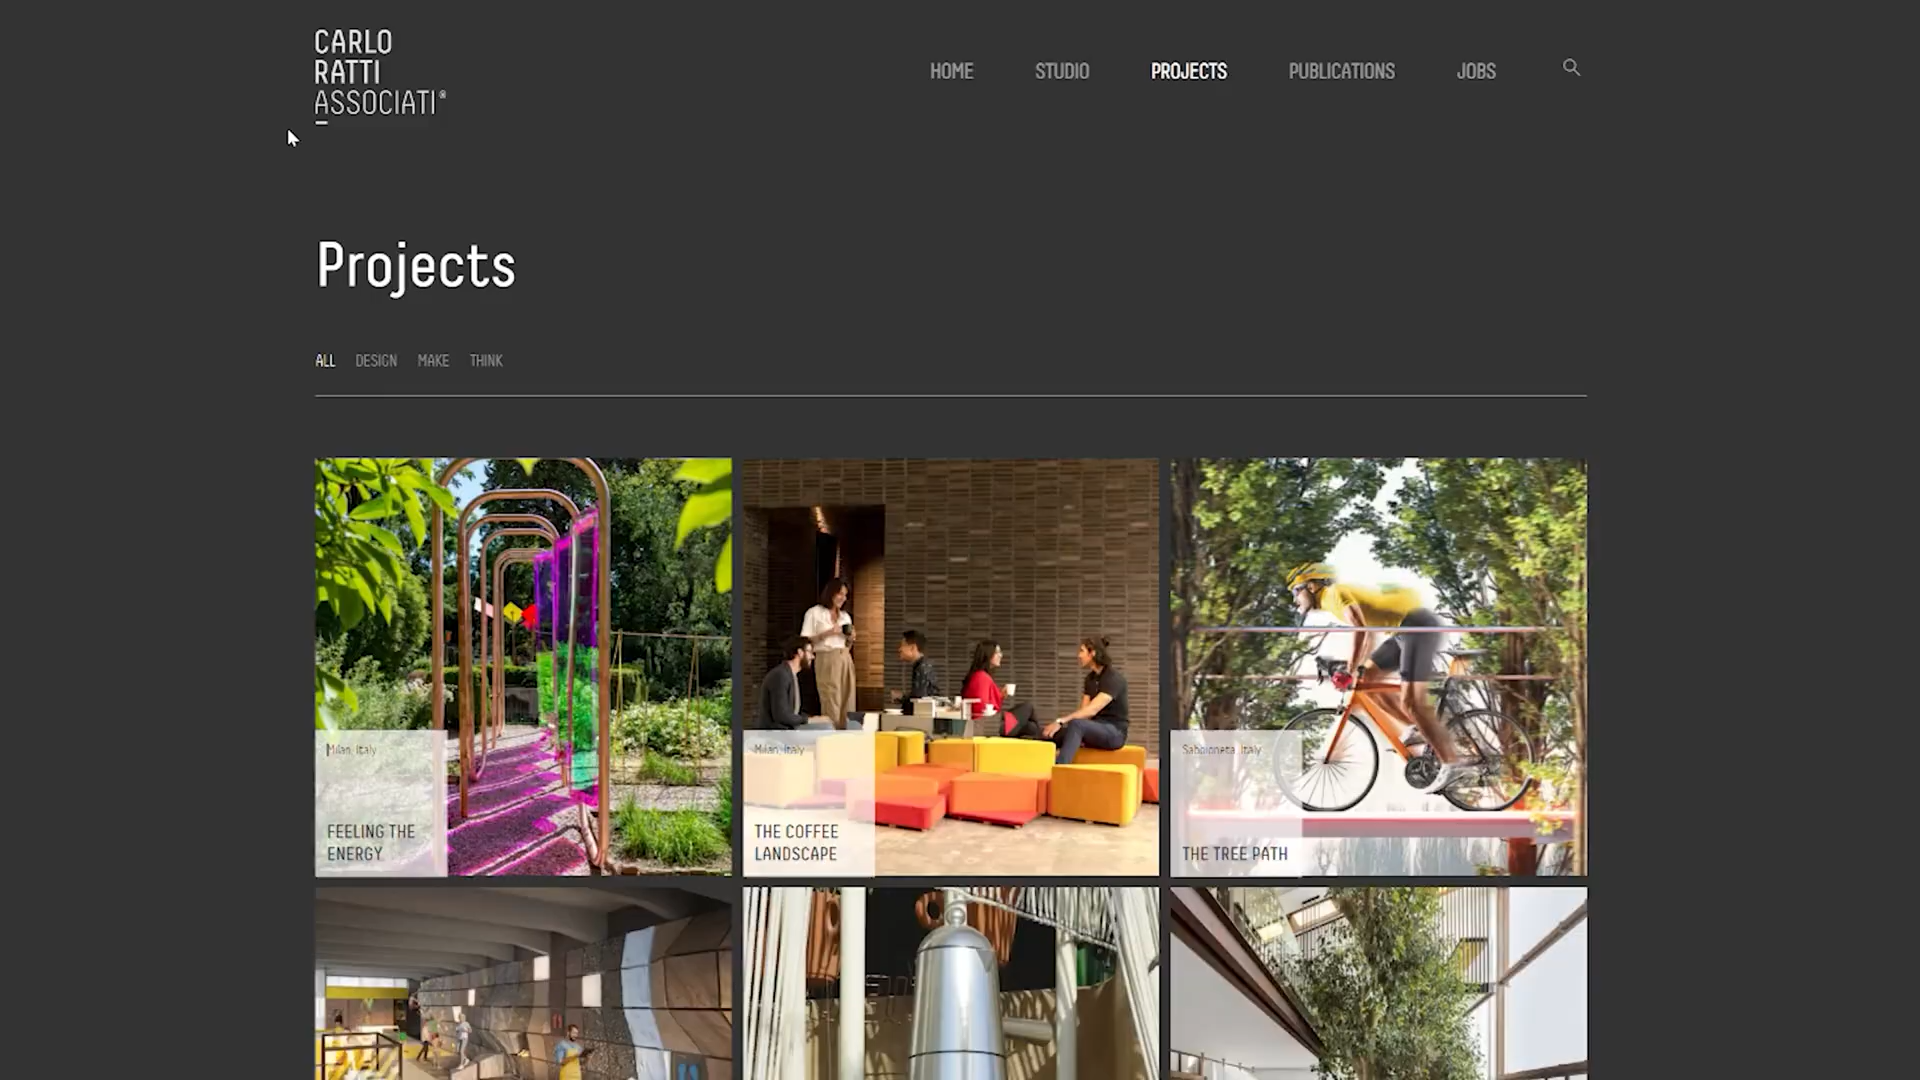 CARLO
RATTI
ASSOCIATI®
HOME STUDIO PROJECTS PUBLICATIONS JOBS
Projects
ALL DESIGN MAKE THINK
Milan, Italy
FEELING THE
ENERGY
Milan, Italy
THE COFFEE
LANDSCAPE
Sabbioneta, Italy
THE TREE PATH